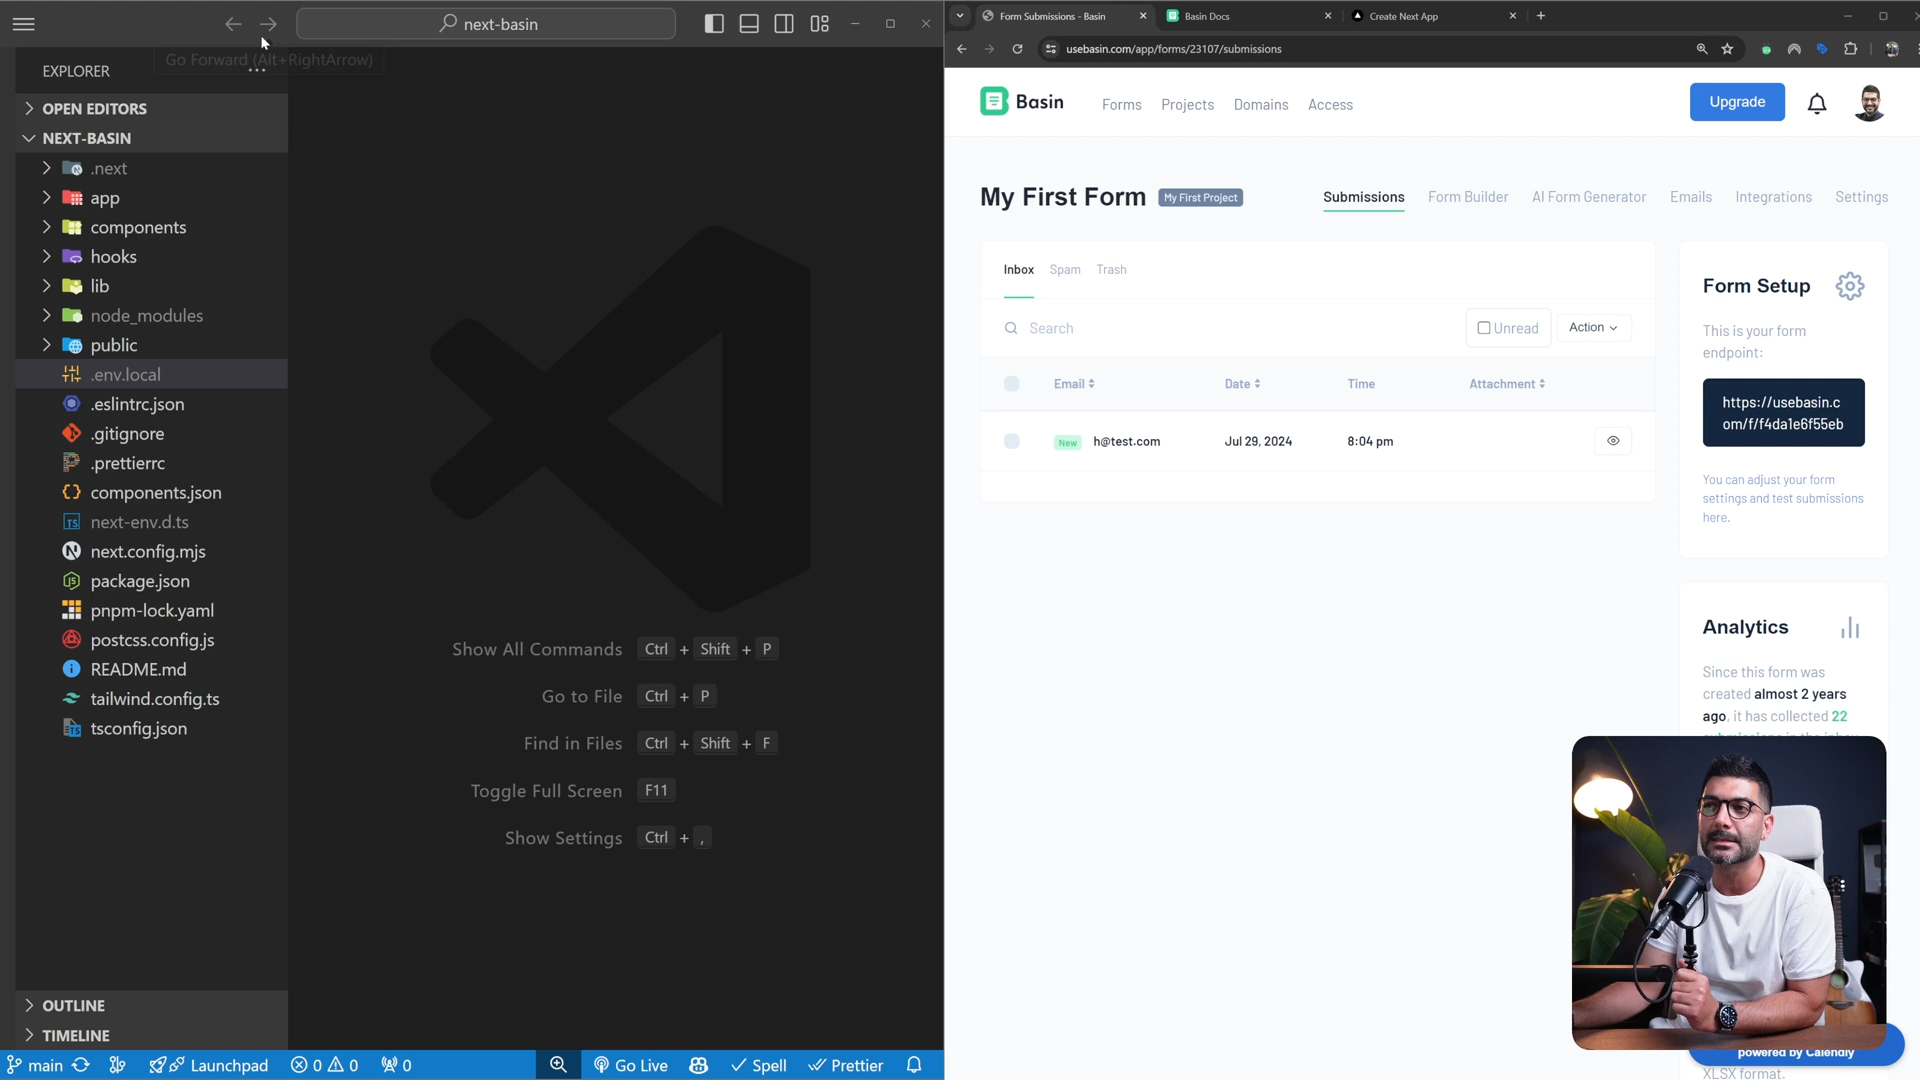 next-basin
Go Forward (Alt+RightArrow)
EXPLORER
OPEN EDITORS
NEXT-BASIN
.next
app
components
hooks
lib
node_modules
public
.env.local
.eslintrc.json
.gitignore
.prettierrc
components.json
next-env.d.ts
next.config.mjs
package.json
pnpm-lock.yaml
postcss.config.js
README.md
tailwind.config.ts
tsconfig.json
OUTLINE
TIMELINE
Show All Commands Ctrl + Shift + P
Go to File Ctrl + P
Find in Files Ctrl + Shift + F
Toggle Full Screen F11
Show Settings Ctrl + ,
main Launchpad 0 0 0 Go Live Spell Prettier
Form Submissions - Basin Basin Docs Create Next App
usebasin.com/app/forms/23107/submissions
Basin Forms Projects Domains Access Upgrade
My First Form My First Project Submissions Form Builder AI Form Generator Emails Integrations Settings
Inbox Spam Trash
Search Unread Action
Email Date Time Attachment
New h@test.com Jul 29, 2024 8:04 pm
Form Setup
This is your form
endpoint:
https://usebasin.c
om/f/f4da1e6f55eb
You can adjust your form
settings and test submissions
here.
Analytics
Since this form was
created almost 2 years
ago, it has collected 22
submissions in the inbox
powered by Calendly
XLSX format.